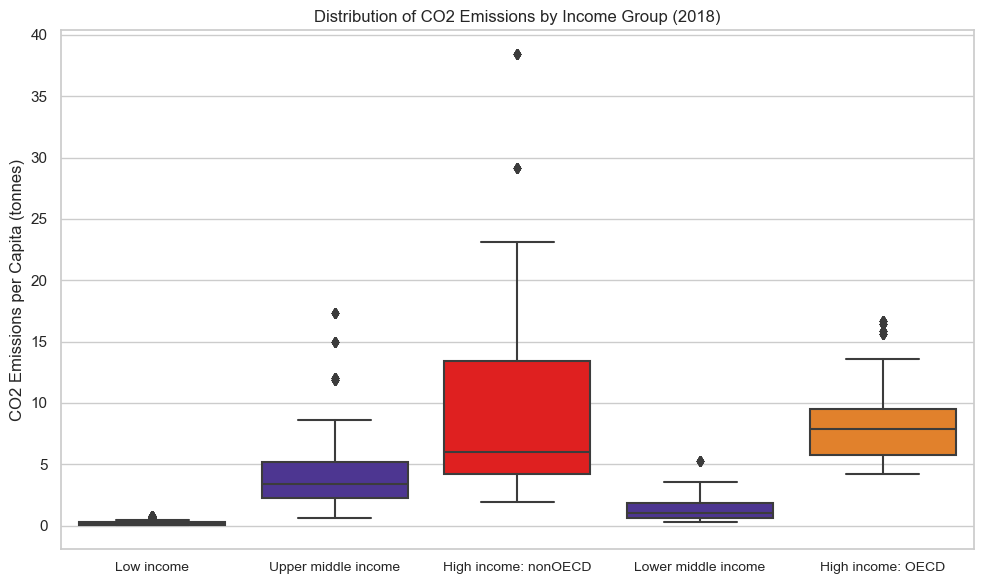 Distribution of CO2 Emissions by Income Group (2018)
CO2 Emissions per Capita (tonnes)
40
35
30
25
20
15
10
5
0
Low income
Upper middle income
High income: nonOECD
Lower middle income
High income: OECD